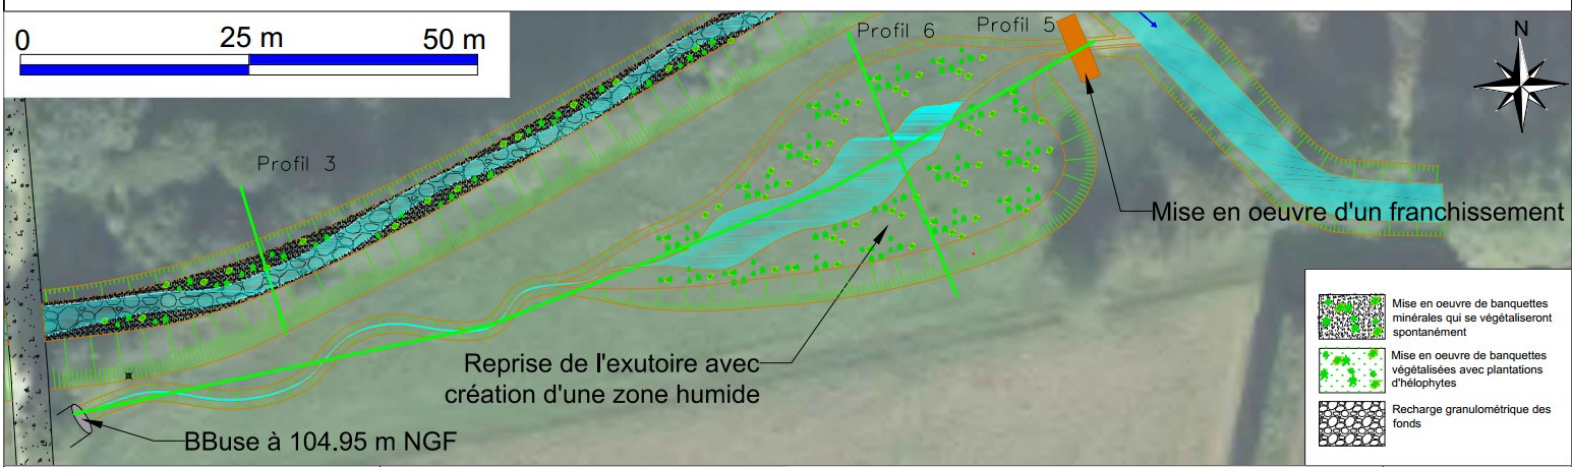 0 25 m 50 m
Profil 6
Profil 5
N
Profil 3
Mise en oeuvre d'un franchissement
Reprise de l'exutoire avec
création d'une zone humide
BBuse à 104.95 m NGF
Mise en oeuvre de banquettes
minérales qui se végétaliseront
spontanément
Mise en oeuvre de banquettes
végétalisées avec plantations
d'hélophytes
Recharge granulométrique des
fonds